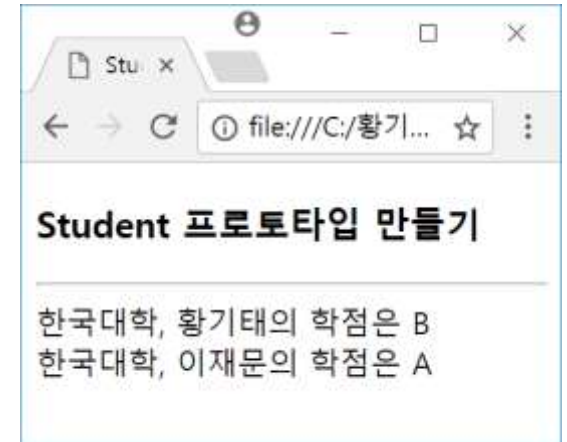 Stu
file:///C:/황기...
Student 프로토타입 만들기
한국대학, 황기태의 학점은 B
한국대학, 이재문의 학점은 A